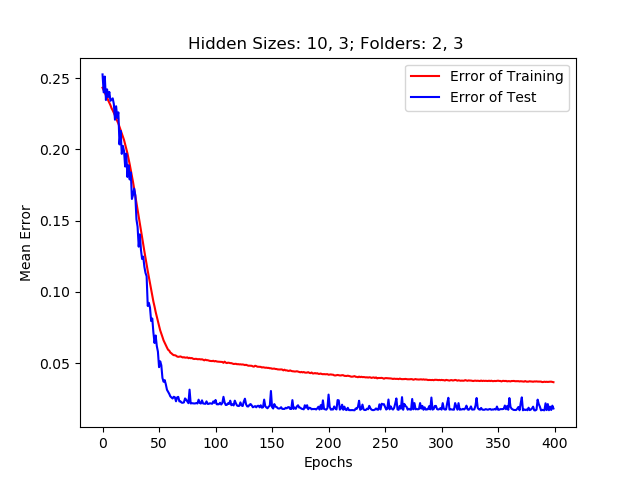 Hidden Sizes: 10, 3; Folders: 2, 3
Error of Training
Error of Test
Mean Error
0.25
0.20
0.15
0.10
0.05
0 50 100 150 200 250 300 350 400
Epochs